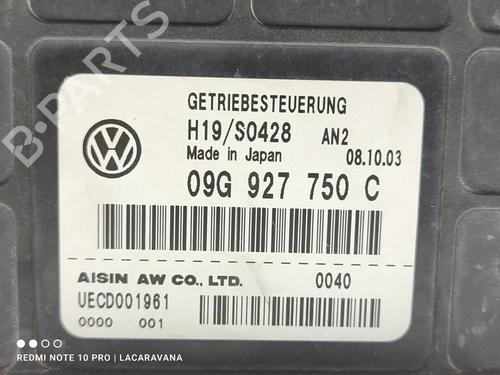 B-PARTS
GETRIEBESTEUERUNG
H19/S0428 AN2
Made in Japan 08.10.03
09G 927 750 C
AISIN AW CO., LTD. 0040
UECD001961
0000 001
REDMI NOTE 10 PRO | LACARAVANA